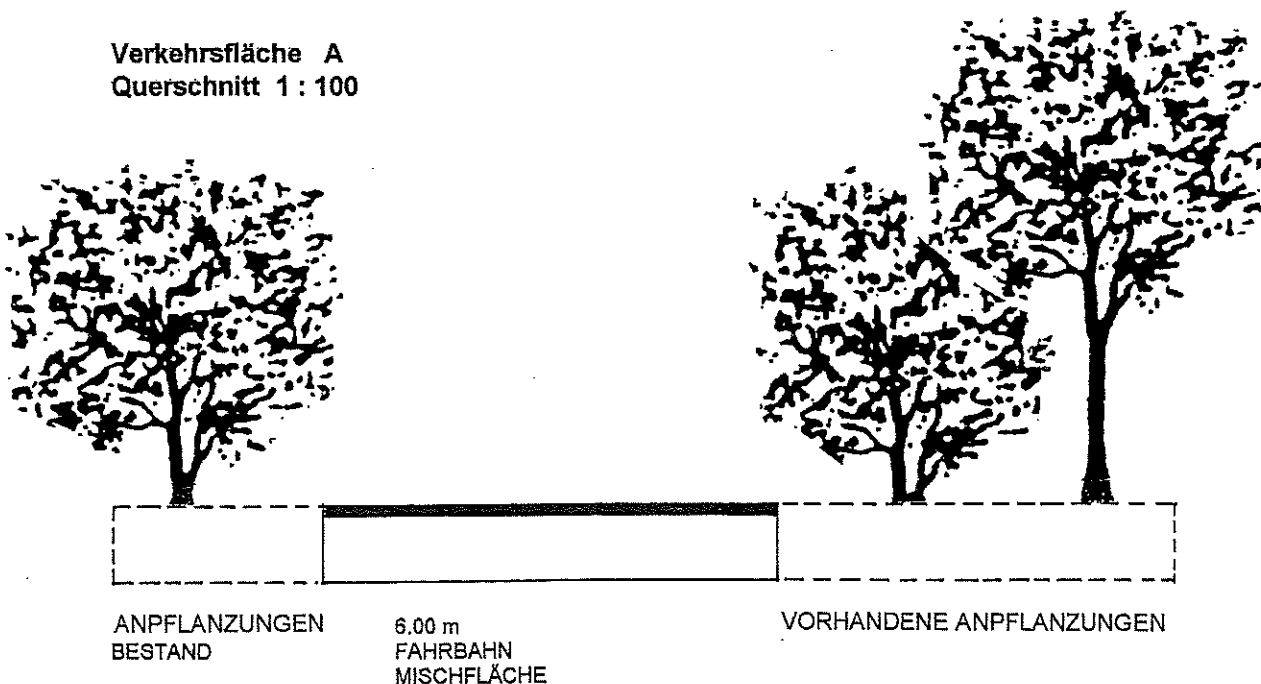 Verkehrsfläche A
Querschnitt 1 : 100
ANPFLANZUNGEN
BESTAND
6,00 m
FAHRBAHN
MISCHFLÄCHE
VORHANDENE ANPFLANZUNGEN